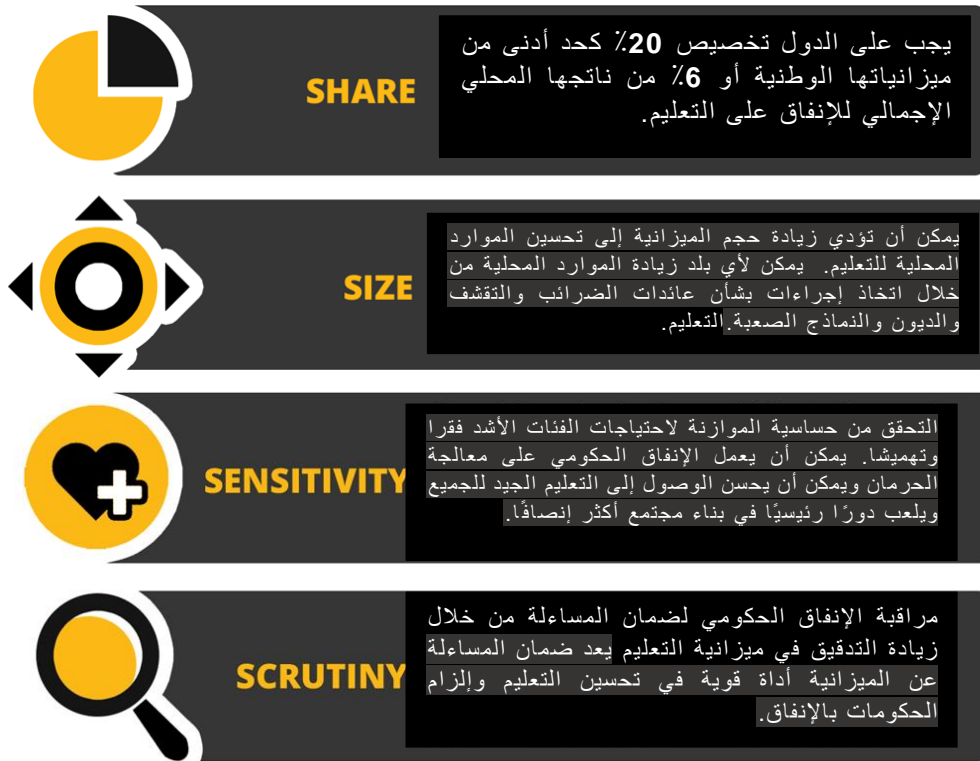 SHARE
يجب على الدول تخصيص 20٪ كحد أدنى من
ميزانياتها الوطنية أو 6٪ من ناتجها المحلي
الإجمالي للإنفاق على التعليم.
SIZE
يمكن أن تؤدي زيادة حجم الميزانية إلى تحسين الموارد
المحلية للتعليم. يمكن لأي بلد زيادة الموارد المحلية من
خلال اتخاذ إجراءات بشأن عائدات الضرائب والتقشف
والديون والنماذج الصعبة.التعليم.
SENSITIVITY
التحقق من حساسية الموازنة لاحتياجات الفئات الأشد فقرا
وتهميشا. يمكن أن يعمل الإنفاق الحكومي على معالجة
الحرمان ويمكن أن يحسن الوصول إلى التعليم الجيد للجميع
ويلعب دورًا رئيسيًا في بناء مجتمع أكثر إنصافًا.
SCRUTINY
مراقبة الإنفاق الحكومي لضمان المساءلة من خلال
زيادة التدقيق في ميزانية التعليم يعد ضمان المساءلة
عن الميزانية أداة قوية في تحسين التعليم وإلزام
الحكومات بالإنفاق.